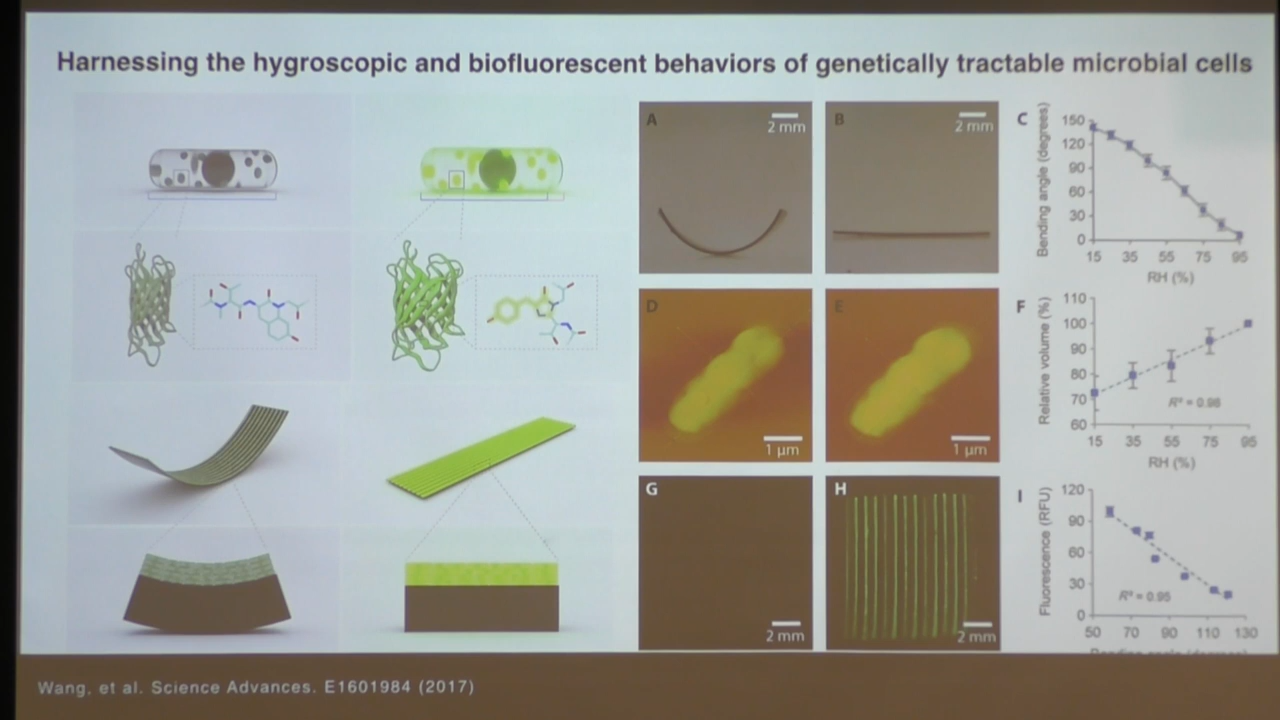 Harnessing the hygroscopic and biofluorescent behaviors of genetically tractable microbial cells
A
2 mm
B
2 mm
C
Bending angle (degrees)
150
120
90
60
30
0
15 35 55 75 95
RH (%)
D
1 µm
E
1 µm
F
Relative volume (%)
110
100
90
80
70
60
R² = 0.98
15 35 55 75 95
RH (%)
G
2 mm
H
2 mm
I
Fluorescence (RFU)
120
90
60
30
0
R² = 0.95
50 70 90 110 130
Wang, et al. Science Advances. E1601984 (2017)